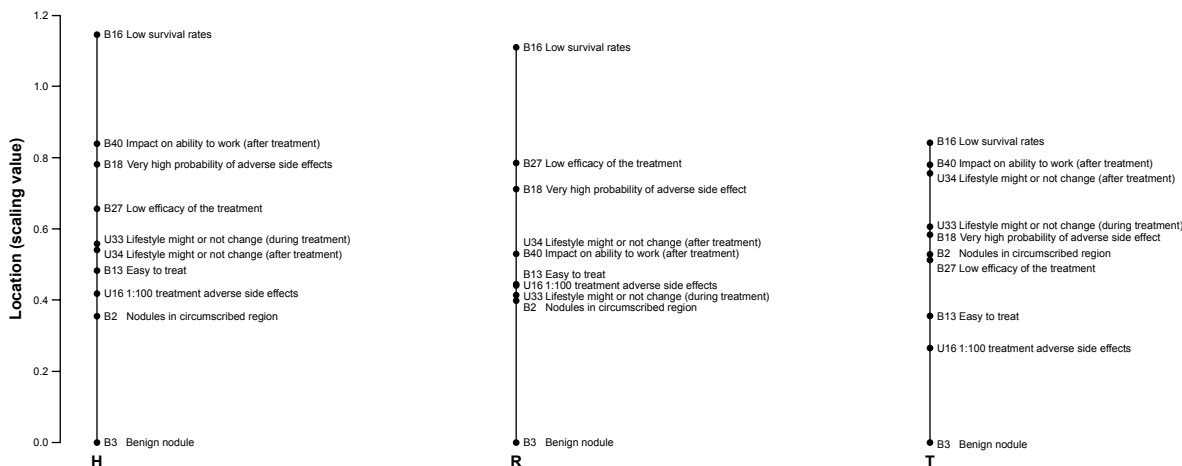 Location (scaling value)
1.2
1.0
0.8
0.6
0.4
0.2
0.0
B16 Low survival rates
B40 Impact on ability to work (after treatment)
B18 Very high probability of adverse side effects
B27 Low efficacy of the treatment
U33 Lifestyle might or not change (during treatment)
U34 Lifestyle might or not change (after treatment)
B13 Easy to treat
U16 1:100 treatment adverse side effects
B2 Nodules in circumscribed region
B3 Benign nodule
H
B16 Low survival rates
B27 Low efficacy of the treatment
B18 Very high probability of adverse side effect
U34 Lifestyle might or not change (after treatment)
B40 Impact on ability to work (after treatment)
B13 Easy to treat
U16 1:100 treatment adverse side effects
U33 Lifestyle might or not change (during treatment)
B2 Nodules in circumscribed region
B3 Benign nodule
R
B16 Low survival rates
B40 Impact on ability to work (after treatment)
U34 Lifestyle might or not change (after treatment)
U33 Lifestyle might or not change (during treatment)
B18 Very high probability of adverse side effect
B2 Nodules in circumscribed region
B27 Low efficacy of the treatment
B13 Easy to treat
U16 1:100 treatment adverse side effects
B3 Benign nodule
T